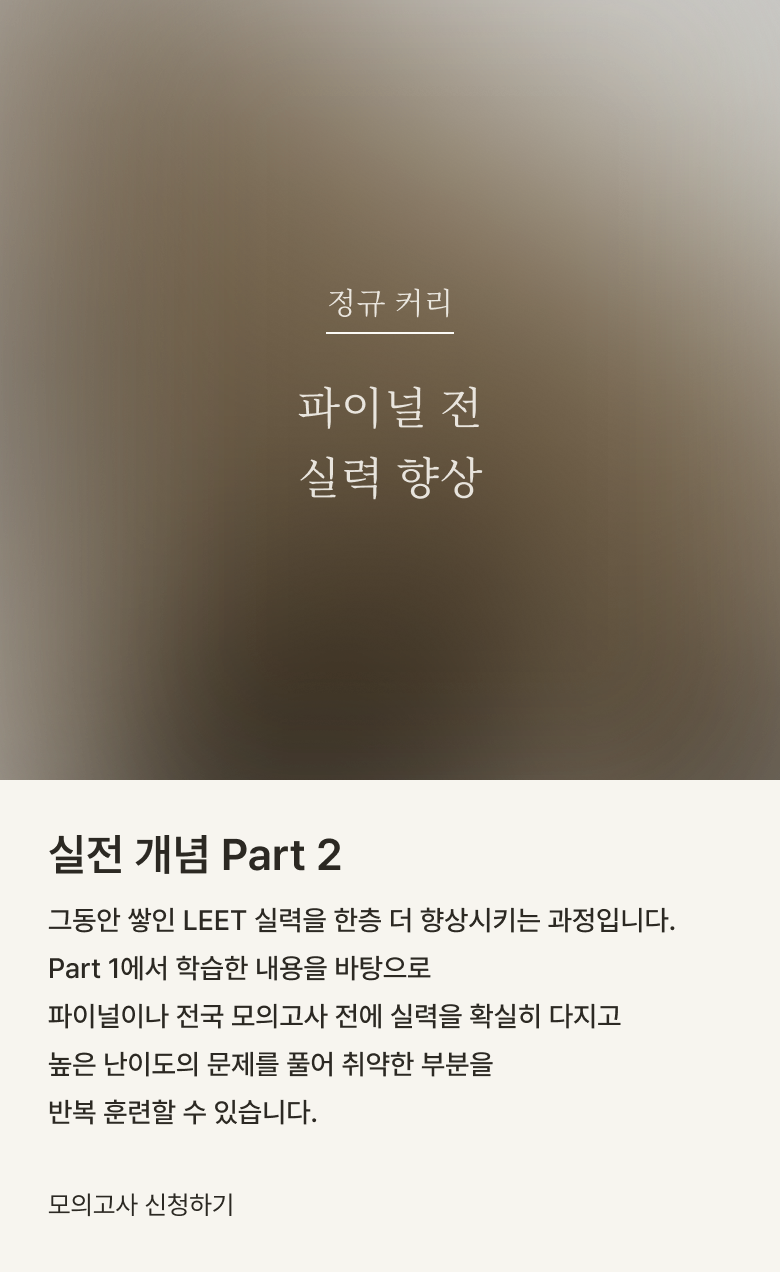 정규 커리
파이널 전
실력 향상
실전 개념 Part 2
그동안 쌓인 LEET 실력을 한층 더 향상시키는 과정입니다.
Part 1에서 학습한 내용을 바탕으로
파이널이나 전국 모의고사 전에 실력을 확실히 다지고
높은 난이도의 문제를 풀어 취약한 부분을
반복 훈련할 수 있습니다.
모의고사 신청하기